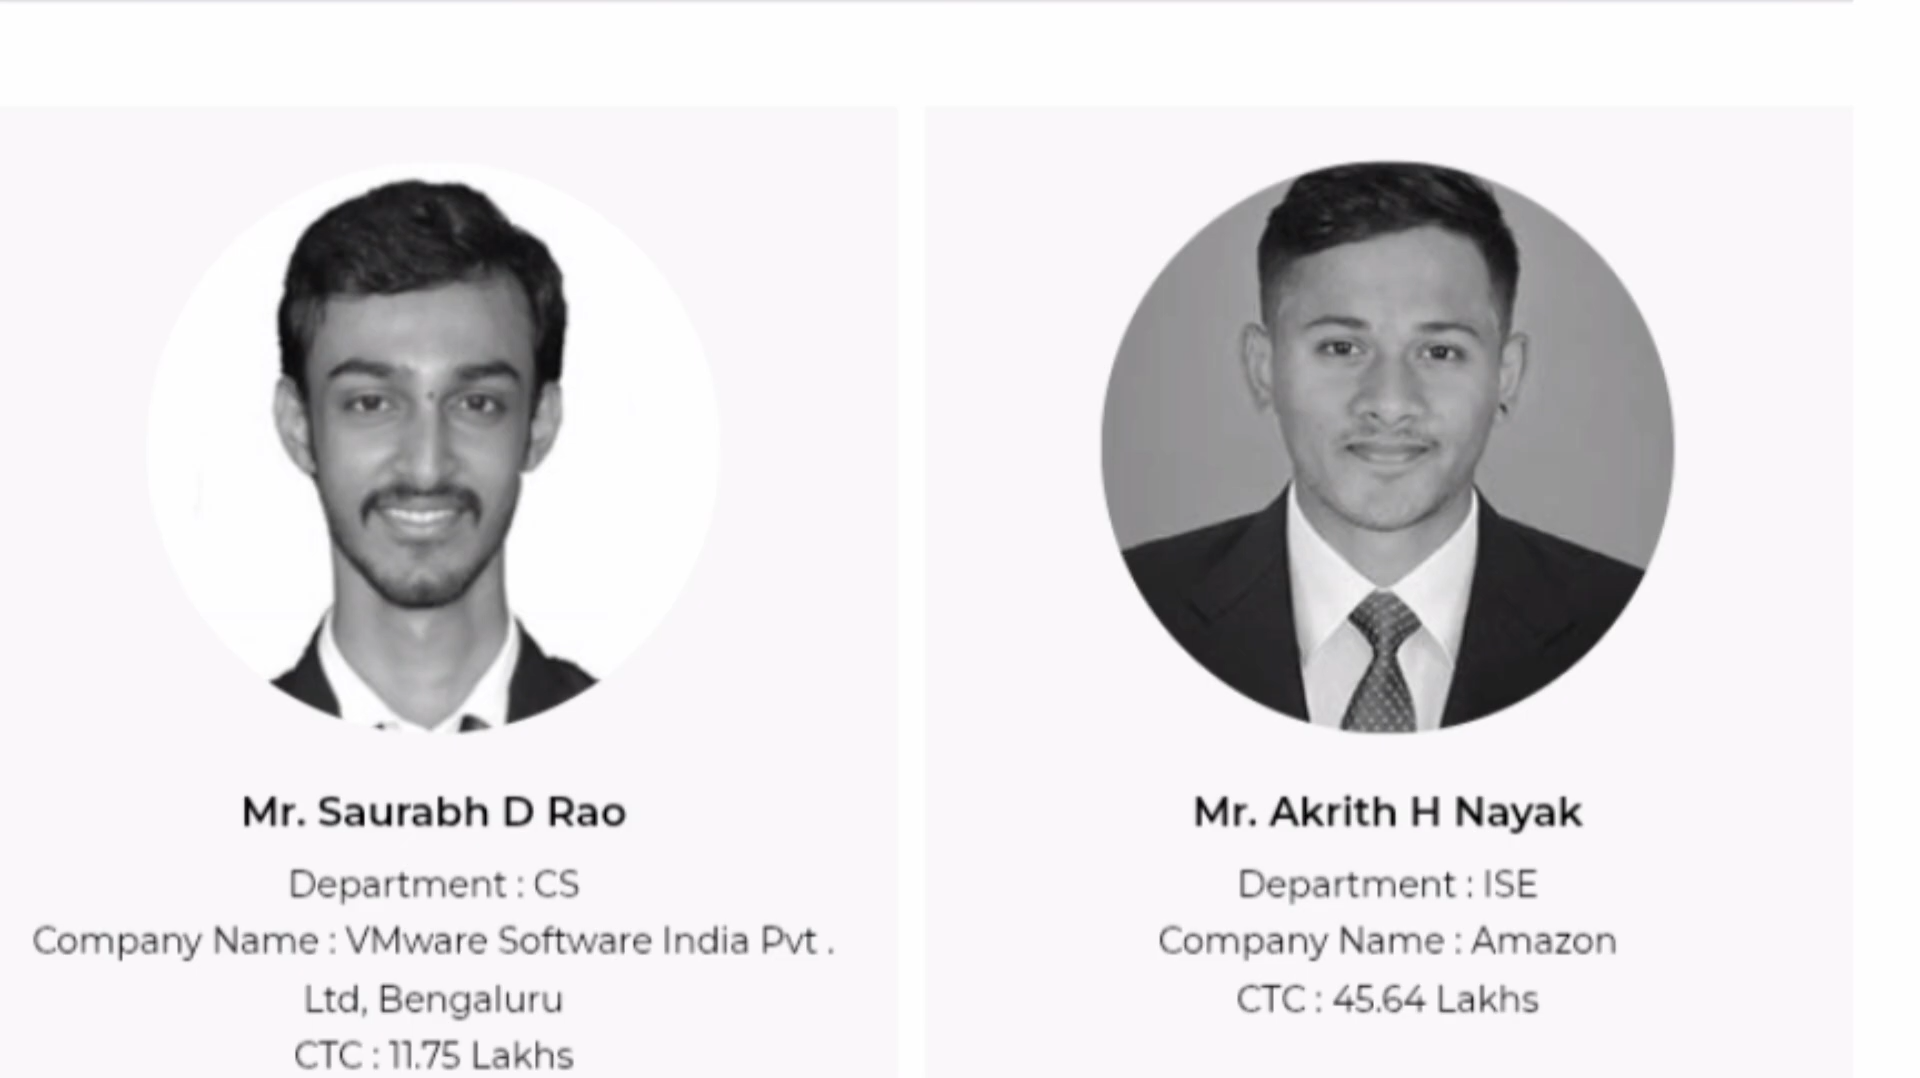 Mr. Saurabh D Rao
Department : CS
Company Name : VMware Software India Pvt .
Ltd, Bengaluru
CTC : 11.75 Lakhs
Mr. Akrith H Nayak
Department : ISE
Company Name : Amazon
CTC : 45.64 Lakhs